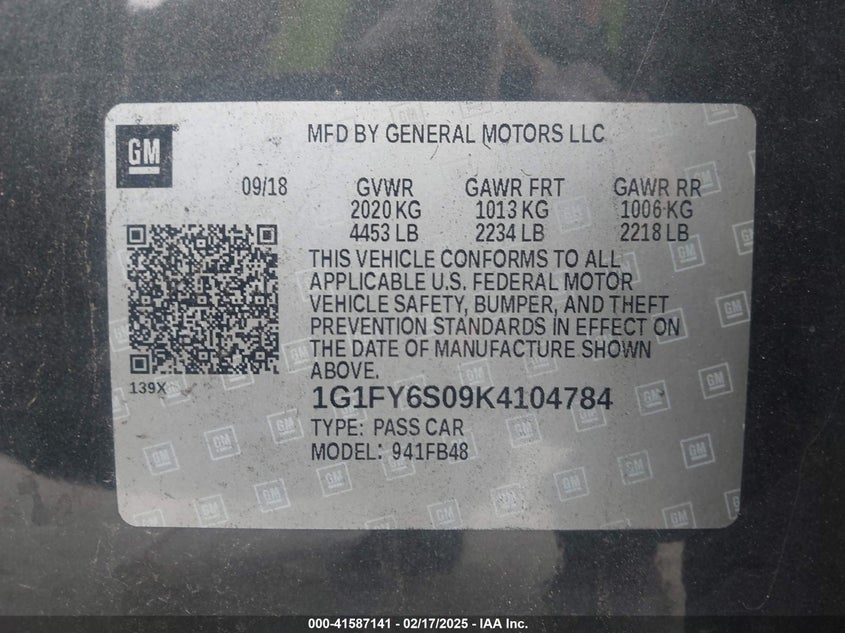 GM
MFD BY GENERAL MOTORS LLC
09/18
GVWR GAWR FRT GAWR RR
2020 KG 1013 KG 1006 KG
4453 LB 2234 LB 2218 LB
THIS VEHICLE CONFORMS TO ALL
APPLICABLE U.S. FEDERAL MOTOR
VEHICLE SAFETY, BUMPER, AND THEFT
PREVENTION STANDARDS IN EFFECT ON
THE DATE OF MANUFACTURE SHOWN
ABOVE.
139X
1G1FY6S09K4104784
TYPE: PASS CAR
MODEL: 941FB48
000-41587141 - 02/17/2025 - IAA Inc.